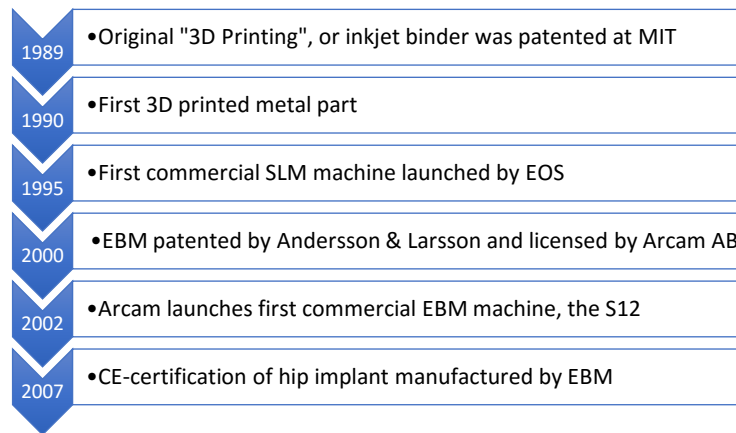 1989
•Original "3D Printing", or inkjet binder was patented at MIT
1990
•First 3D printed metal part
1995
•First commercial SLM machine launched by EOS
2000
•EBM patented by Andersson & Larsson and licensed by Arcam AB
2002
•Arcam launches first commercial EBM machine, the S12
2007
•CE-certification of hip implant manufactured by EBM